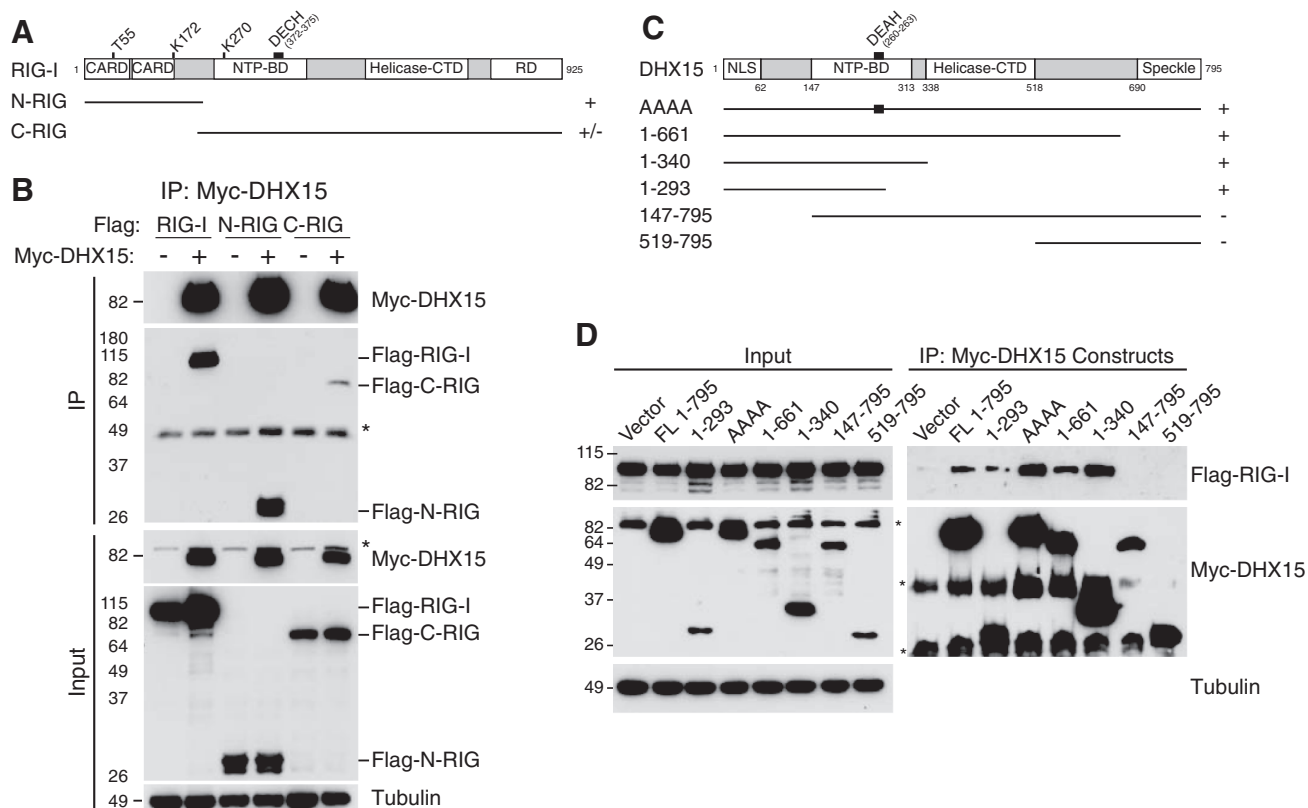 A
T55
K172
K270
DECH
(372-375)
RIG-I
1
CARD
CARD
NTP-BD
Helicase-CTD
RD
925
N-RIG
+
C-RIG
+/-
B
IP: Myc-DHX15
Flag: RIG-I N-RIG C-RIG
Myc-DHX15: - + - + - +
IP
82
Myc-DHX15
180
115
82
64
49
37
26
Flag-RIG-I
Flag-C-RIG
*
Flag-N-RIG
Input
82
*
Myc-DHX15
115
82
64
49
37
26
Flag-RIG-I
Flag-C-RIG
Flag-N-RIG
49
Tubulin
C
DEAH
(260-263)
DHX15
1
NLS
NTP-BD
Helicase-CTD
Speckle
795
62 147 313 338 518 690
AAAA +
1-661 +
1-340 +
1-293 +
147-795 -
519-795 -
D
Input
IP: Myc-DHX15 Constructs
Vector
FL 1-795
1-293
AAAA
1-661
1-340
147-795
519-795
Vector
FL 1-795
1-293
AAAA
1-661
1-340
147-795
519-795
115
82
Flag-RIG-I
82
64
49
37
26
*
*
*
Myc-DHX15
49
Tubulin